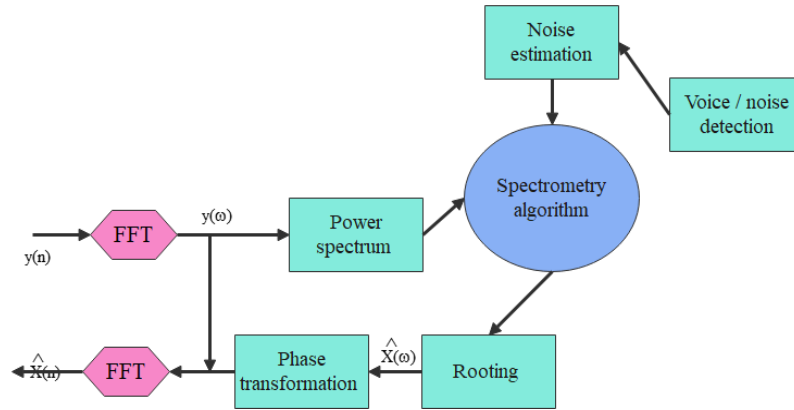 Noise
estimation
Voice / noise
detection
Spectrometry
algorithm
y(ω)
FFT
Power
spectrum
y(n)
^
X(n)
FFT
Phase
transformation
^
X(ω)
Rooting